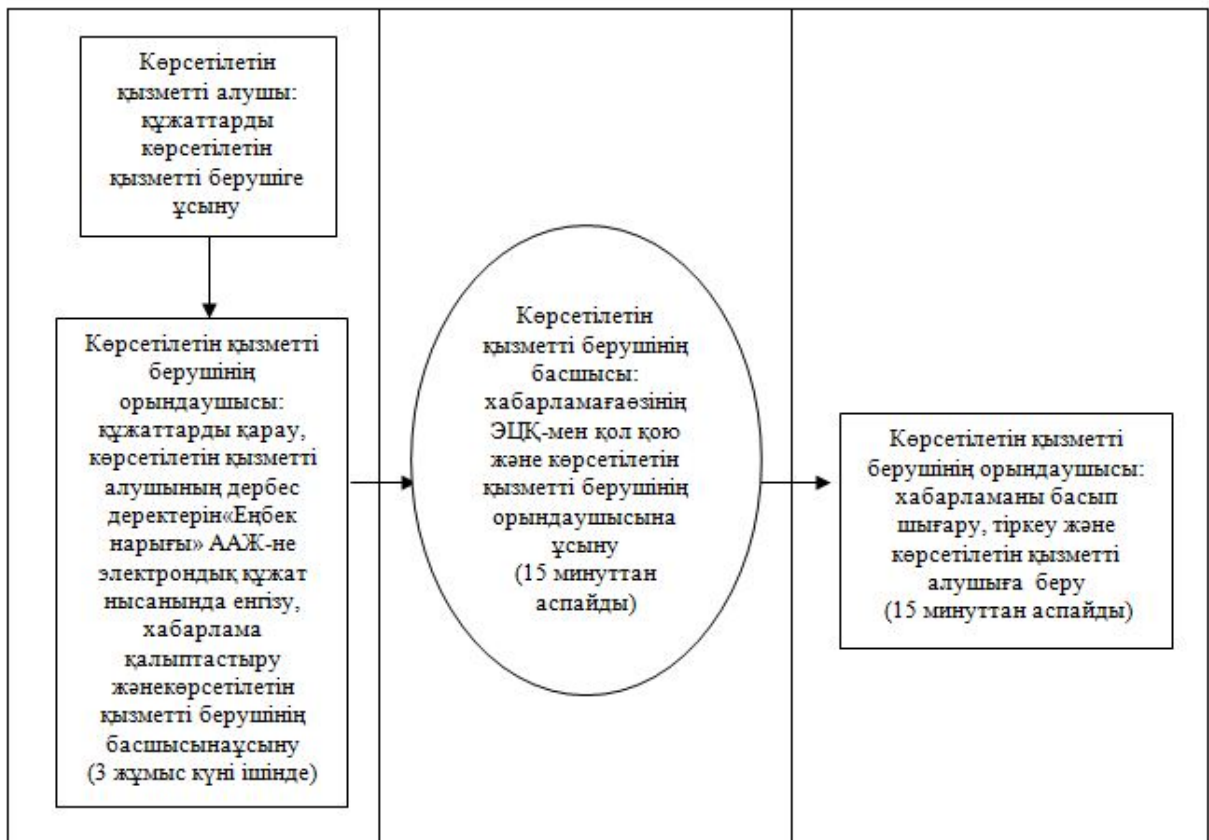 Көрсетілетін
қызметті алушы:
құжаттарды
көрсетілетін
қызметті берушіге
ұсыну
Көрсетілетін қызметті
берушінің
орындаушысы:
құжаттарды қарау,
көрсетілетін қызметті
алушының дербес
деректерін«Еңбек
нарығы» ААЖ-не
электрондық құжат
нысанында енгізу,
хабарлама
қалыптастыру
жәнекөрсетілетін
қызметті берушінің
басшысынаұсыну
(3 жұмыс күні ішінде)
Көрсетілетін
қызметті берушінің
басшысы:
хабарламағаөзінің
ЭЦҚ-мен қол қою
және көрсетілетін
қызметті берушінің
орындаушысына
ұсыну
(15 минуттан
аспайды)
Көрсетілетін қызметті
берушінің орындаушысы:
хабарламаны басып
шығару, тіркеу және
көрсетілетін қызметті
алушыға  беру
(15 минуттан аспайды)